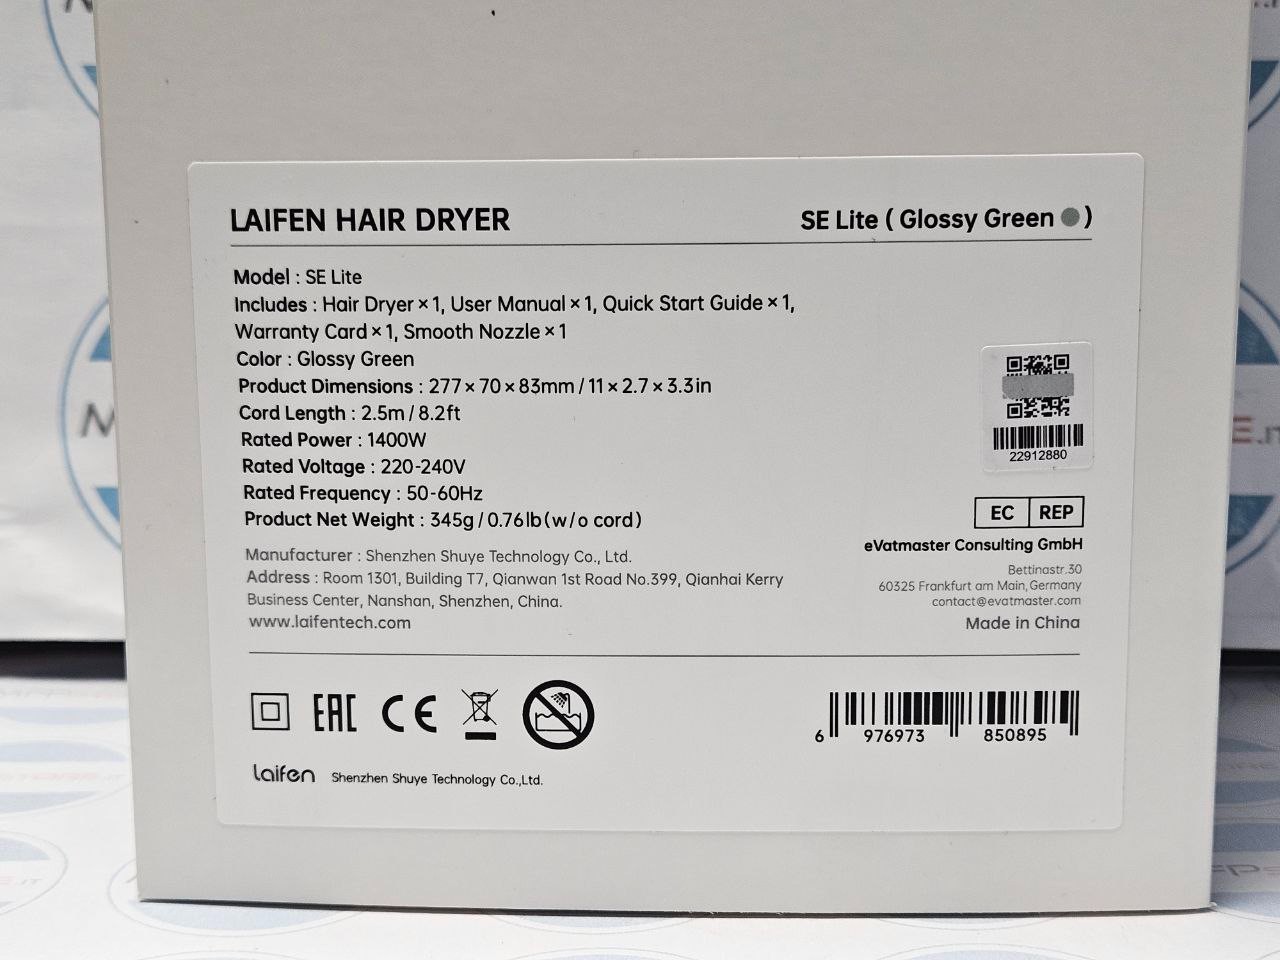 LAIFEN HAIR DRYER
SE Lite ( Glossy Green )
Model : SE Lite
Includes : Hair Dryer × 1, User Manual × 1, Quick Start Guide × 1,
Warranty Card × 1, Smooth Nozzle × 1
Color : Glossy Green
Product Dimensions : 277 × 70 × 83mm / 11 × 2.7 × 3.3in
Cord Length : 2.5m / 8.2ft
Rated Power : 1400W
Rated Voltage : 220-240V
Rated Frequency : 50-60Hz
Product Net Weight : 345g / 0.76lb(w/o cord)
Manufacturer : Shenzhen Shuye Technology Co., Ltd.
Address : Room 1301, Building T7, Qianwan 1st Road No.399, Qianhai Kerry
Business Center, Nanshan, Shenzhen, China.
www.laifentech.com
22912880
EC REP
eVatmaster Consulting GmbH
Bettinastr.30
60325 Frankfurt am Main, Germany
contact@evatmaster.com
Made in China
EAC CE
6 976973 850895
laifen Shenzhen Shuye Technology Co.,Ltd.